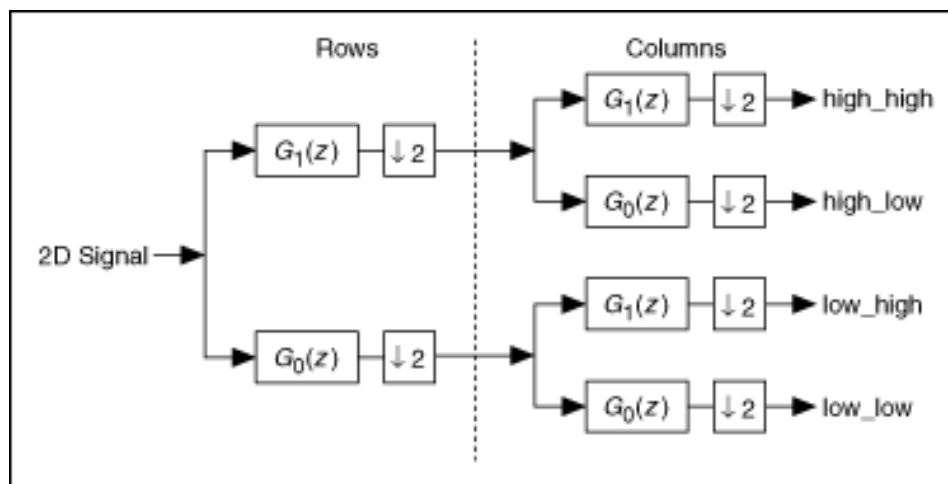 Rows Columns
G₁(z) ↓2 high_high
G₁(z) ↓2
G₀(z) ↓2 high_low
2D Signal
G₁(z) ↓2 low_high
G₀(z) ↓2
G₀(z) ↓2 low_low